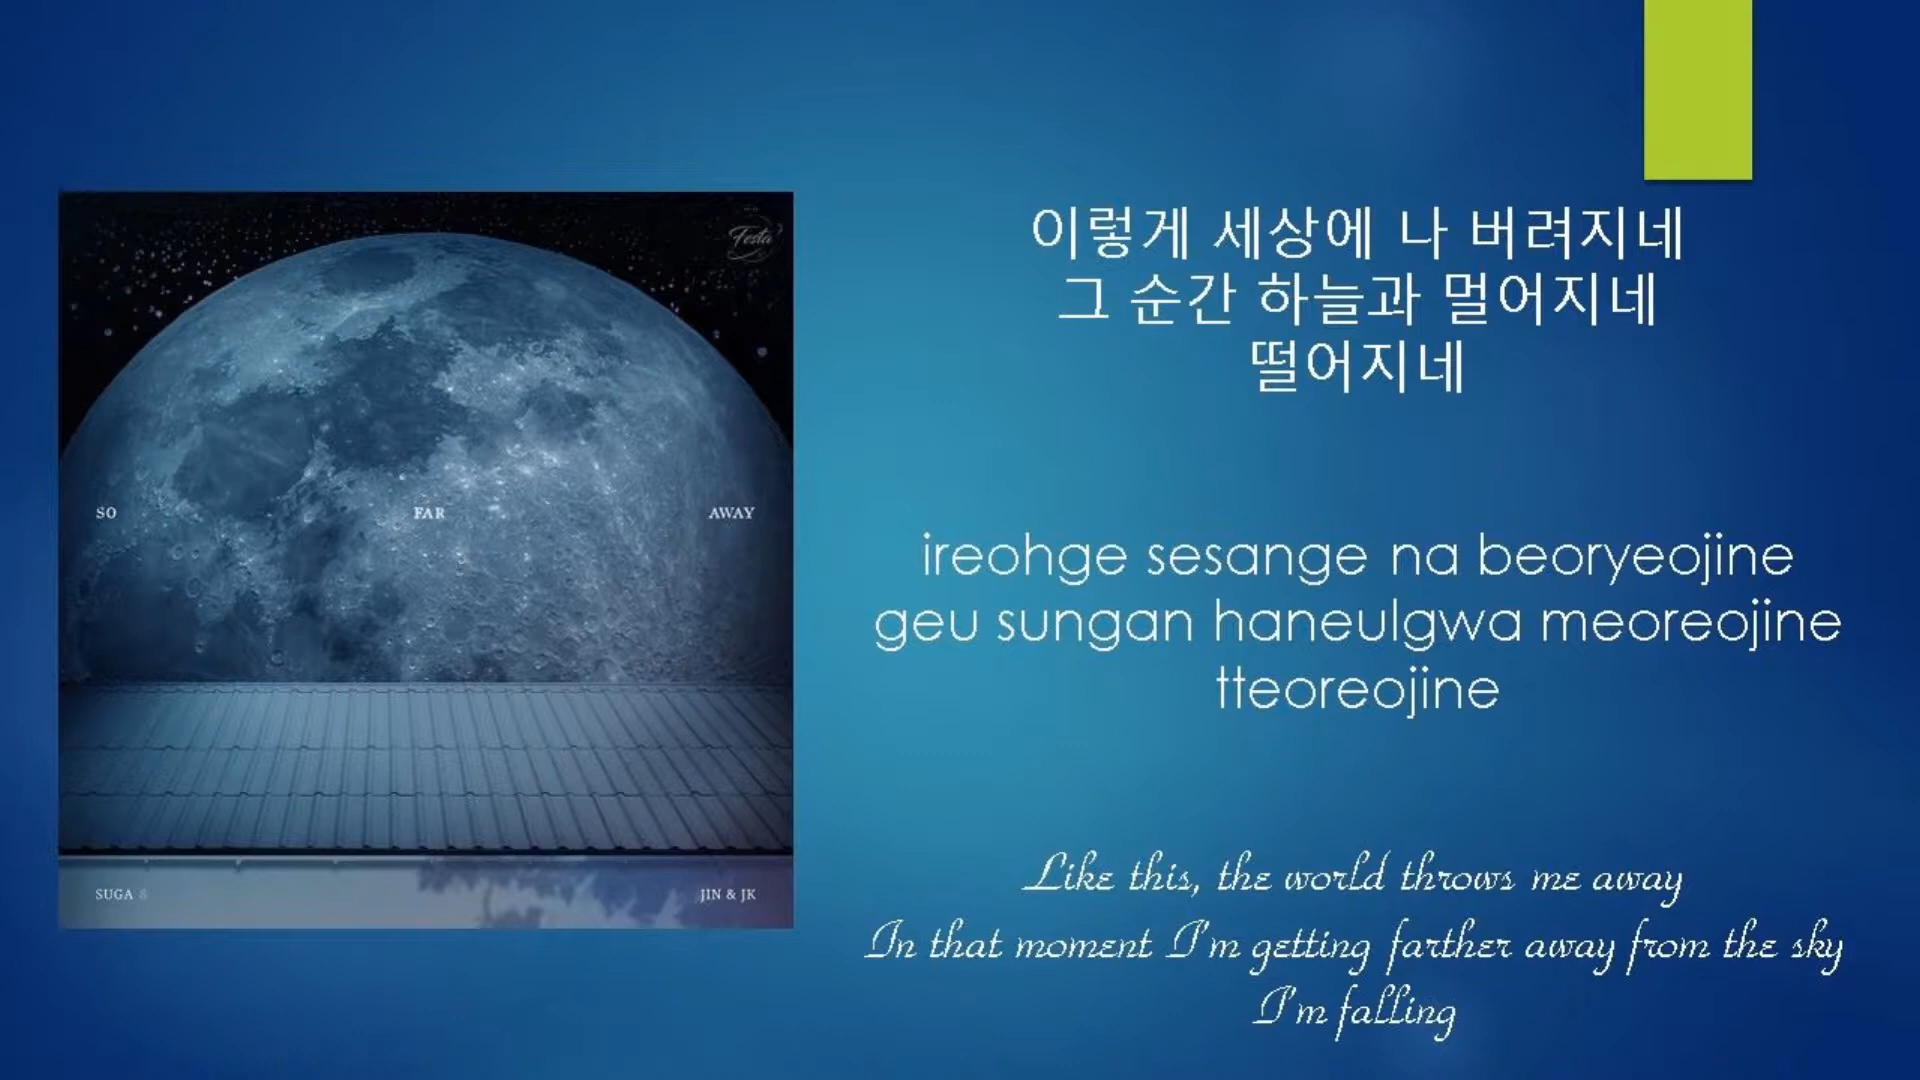 Festa
SO FAR AWAY
SUGA &
JIN & JK
이렇게 세상에 나 버려지네
그 순간 하늘과 멀어지네
떨어지네
ireohge sesange na beoryeojine
geu sungan haneulgwa meoreojine
tteoreojine
Like this, the world throws me away
In that moment I'm getting farther away from the sky
I'm falling